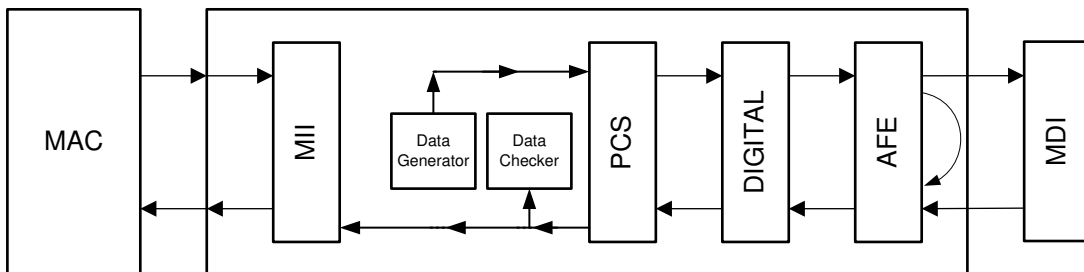 MAC
MII
Data
Generator
Data
Checker
PCS
DIGITAL
AFE
MDI